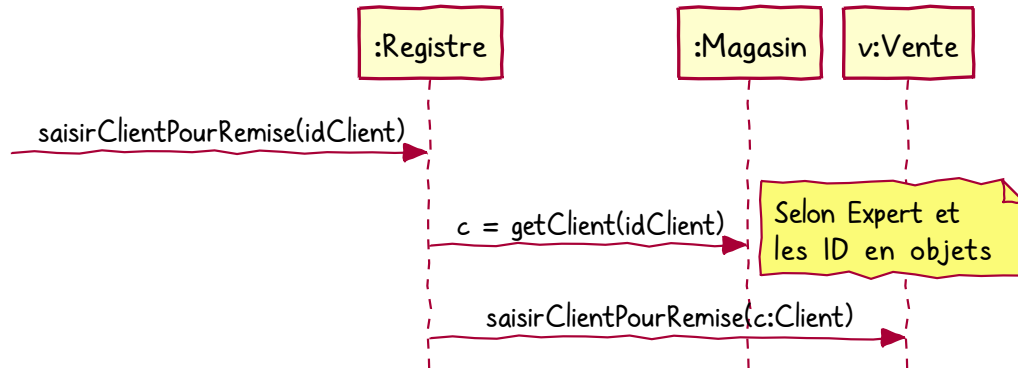 :Registre
:Magasin
v:Vente
saisirClientPourRemise(idClient)
c = getClient(idClient)
Selon Expert et
les ID en objets
saisirClientPourRemise(c:Client)